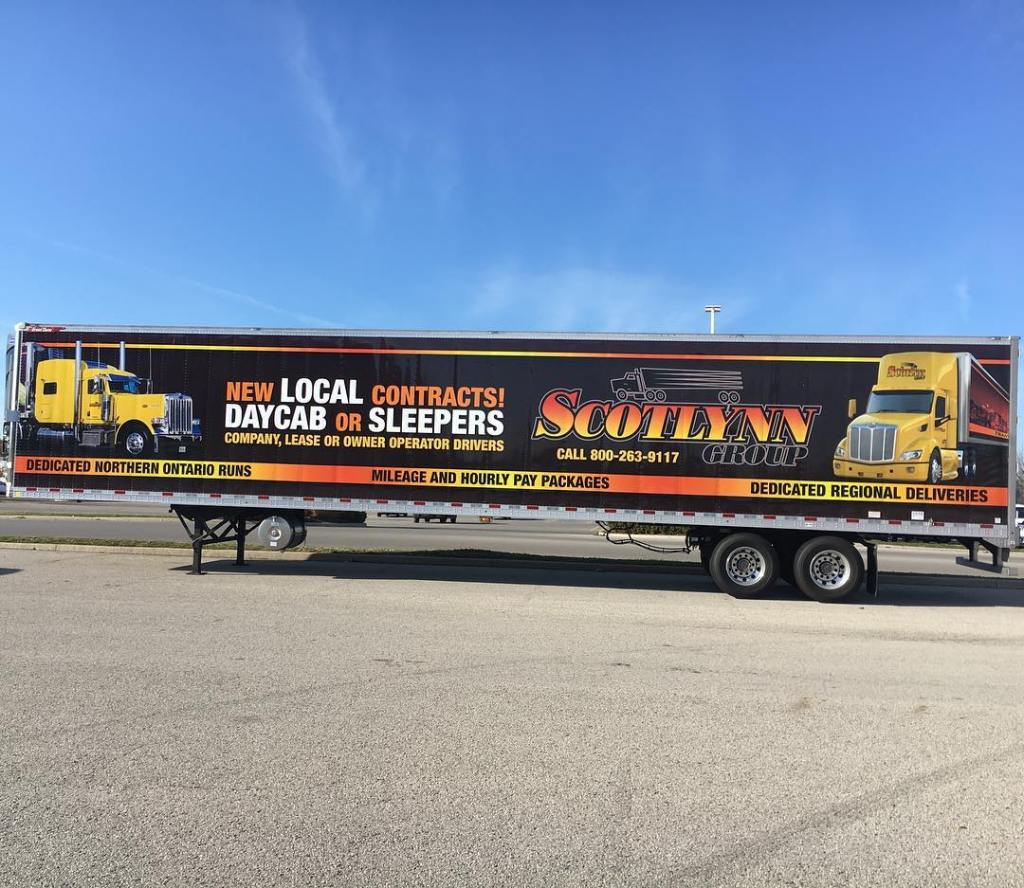 NEW LOCAL CONTRACTS!
DAYCAB OR SLEEPERS
COMPANY, LEASE OR OWNER OPERATOR DRIVERS
SCOTLYNN
GROUP
CALL 800-263-9117
SCOTLYNN
DEDICATED NORTHERN ONTARIO RUNS
MILEAGE AND HOURLY PAY PACKAGES
DEDICATED REGIONAL DELIVERIES